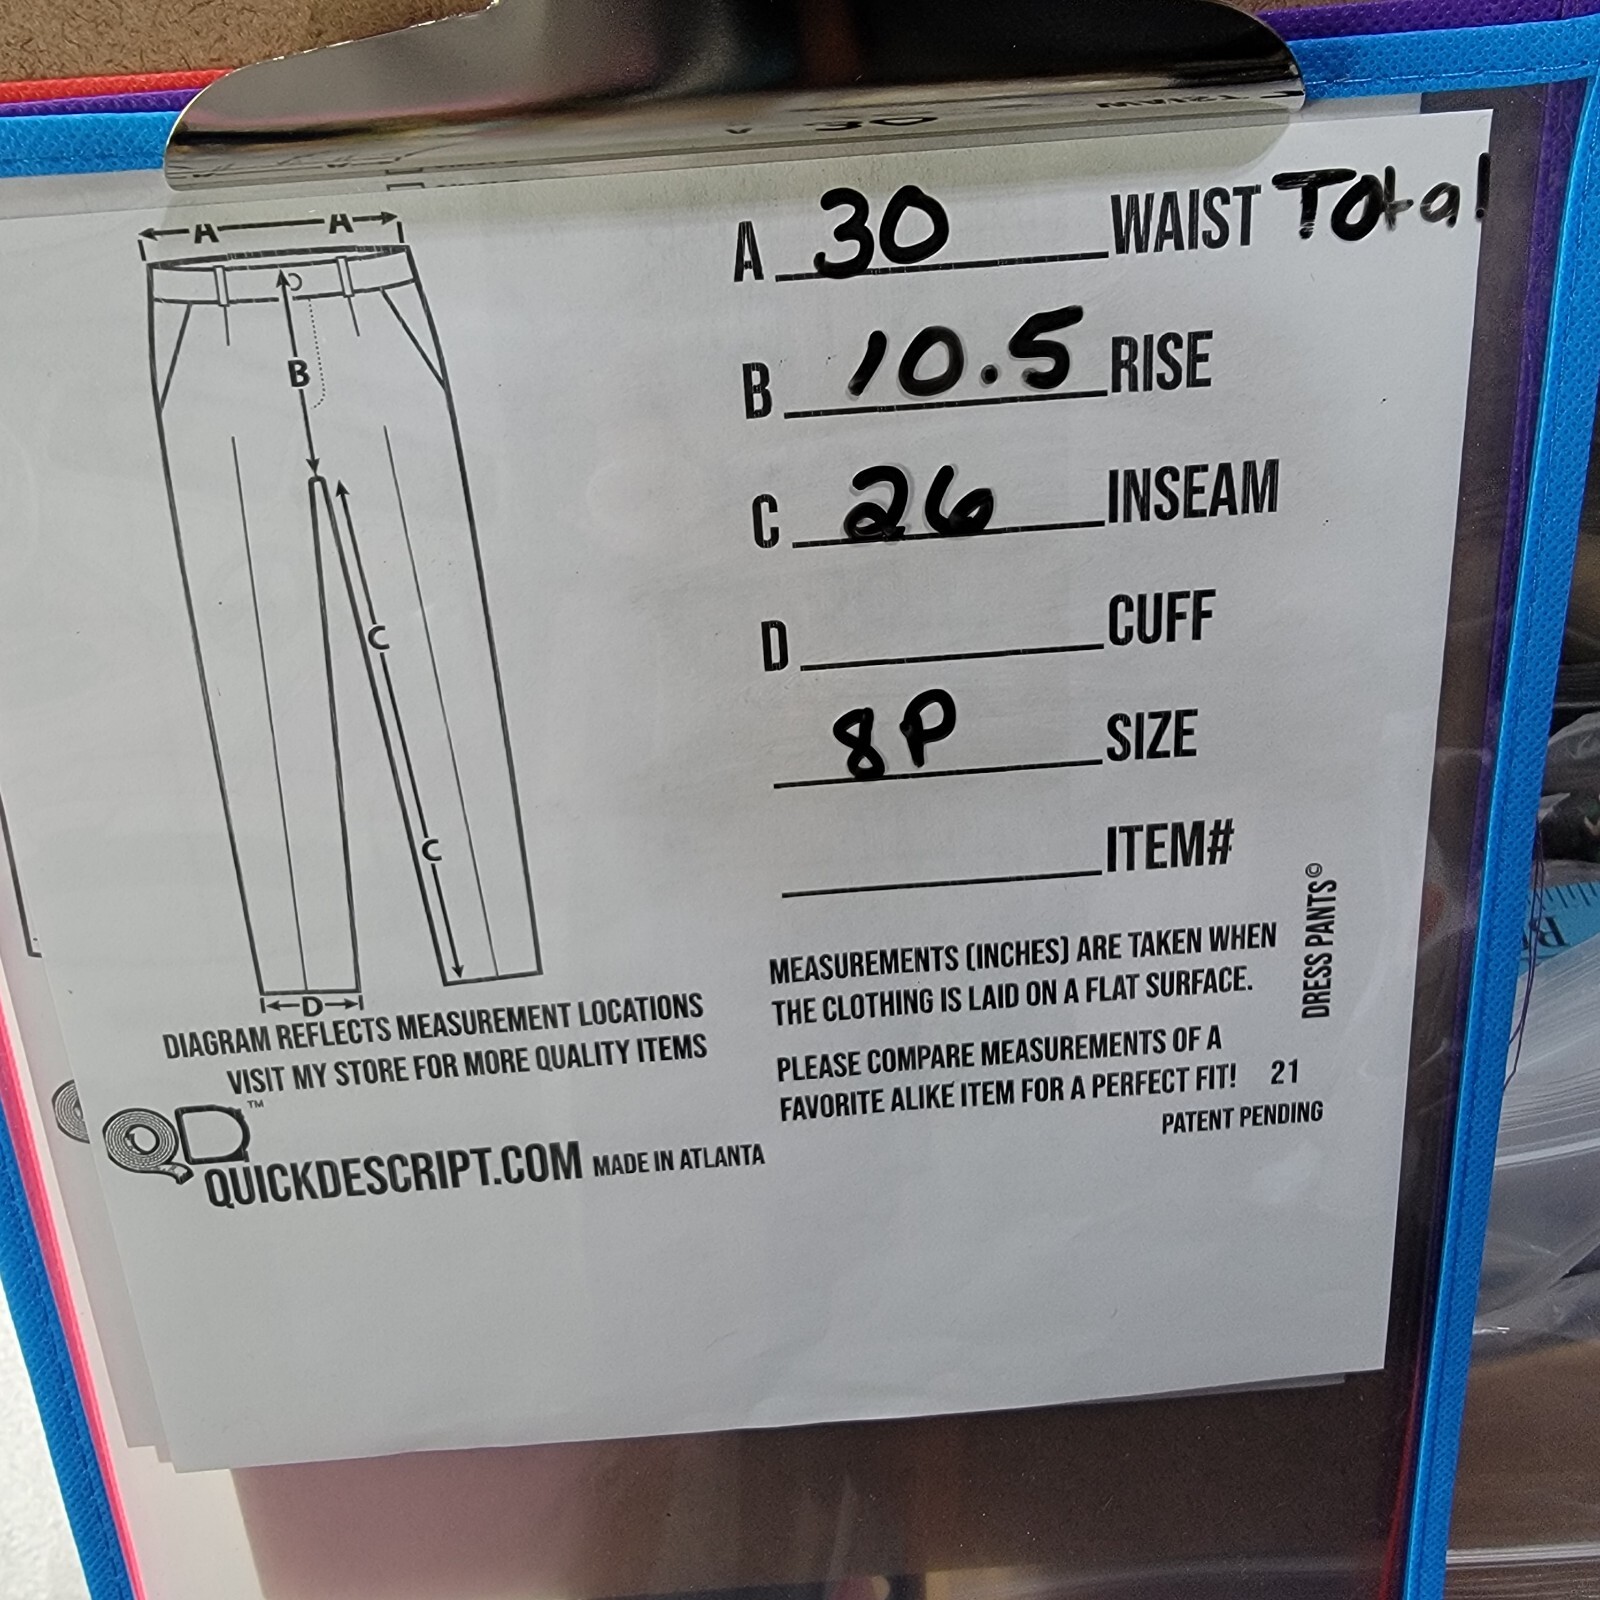 A 30 WAIST Total
B 10.5 RISE
C 26 INSEAM
D CUFF
8P SIZE
ITEM#
A A
B
C
C
D
DIAGRAM REFLECTS MEASUREMENT LOCATIONS
VISIT MY STORE FOR MORE QUALITY ITEMS
MEASUREMENTS (INCHES) ARE TAKEN WHEN
THE CLOTHING IS LAID ON A FLAT SURFACE.
PLEASE COMPARE MEASUREMENTS OF A
FAVORITE ALIKE ITEM FOR A PERFECT FIT! 21
PATENT PENDING
DRESS PANTS©
QD™
QUICKDESCRIPT.COM MADE IN ATLANTA